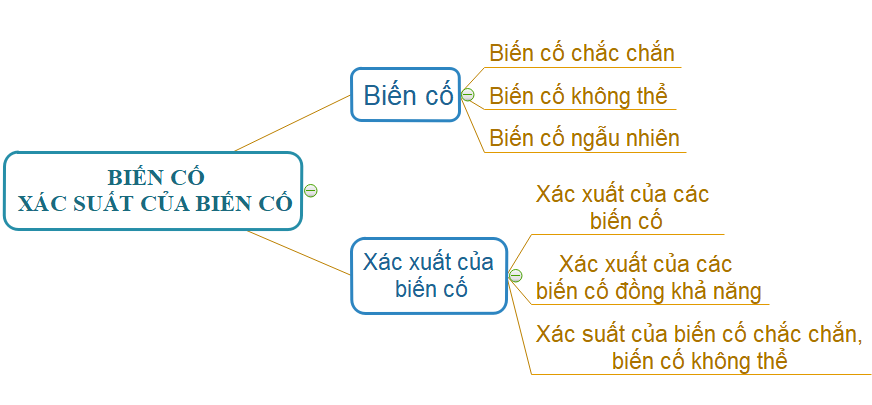 BIẾN CỐ
XÁC SUẤT CỦA BIẾN CỐ
Biến cố
Biến cố chắc chắn
Biến cố không thể
Biến cố ngẫu nhiên
Xác xuất của
biến cố
Xác xuất của các
biến cố
Xác xuất của các
biến cố đồng khả năng
Xác suất của biến cố chắc chắn,
biến cố không thể